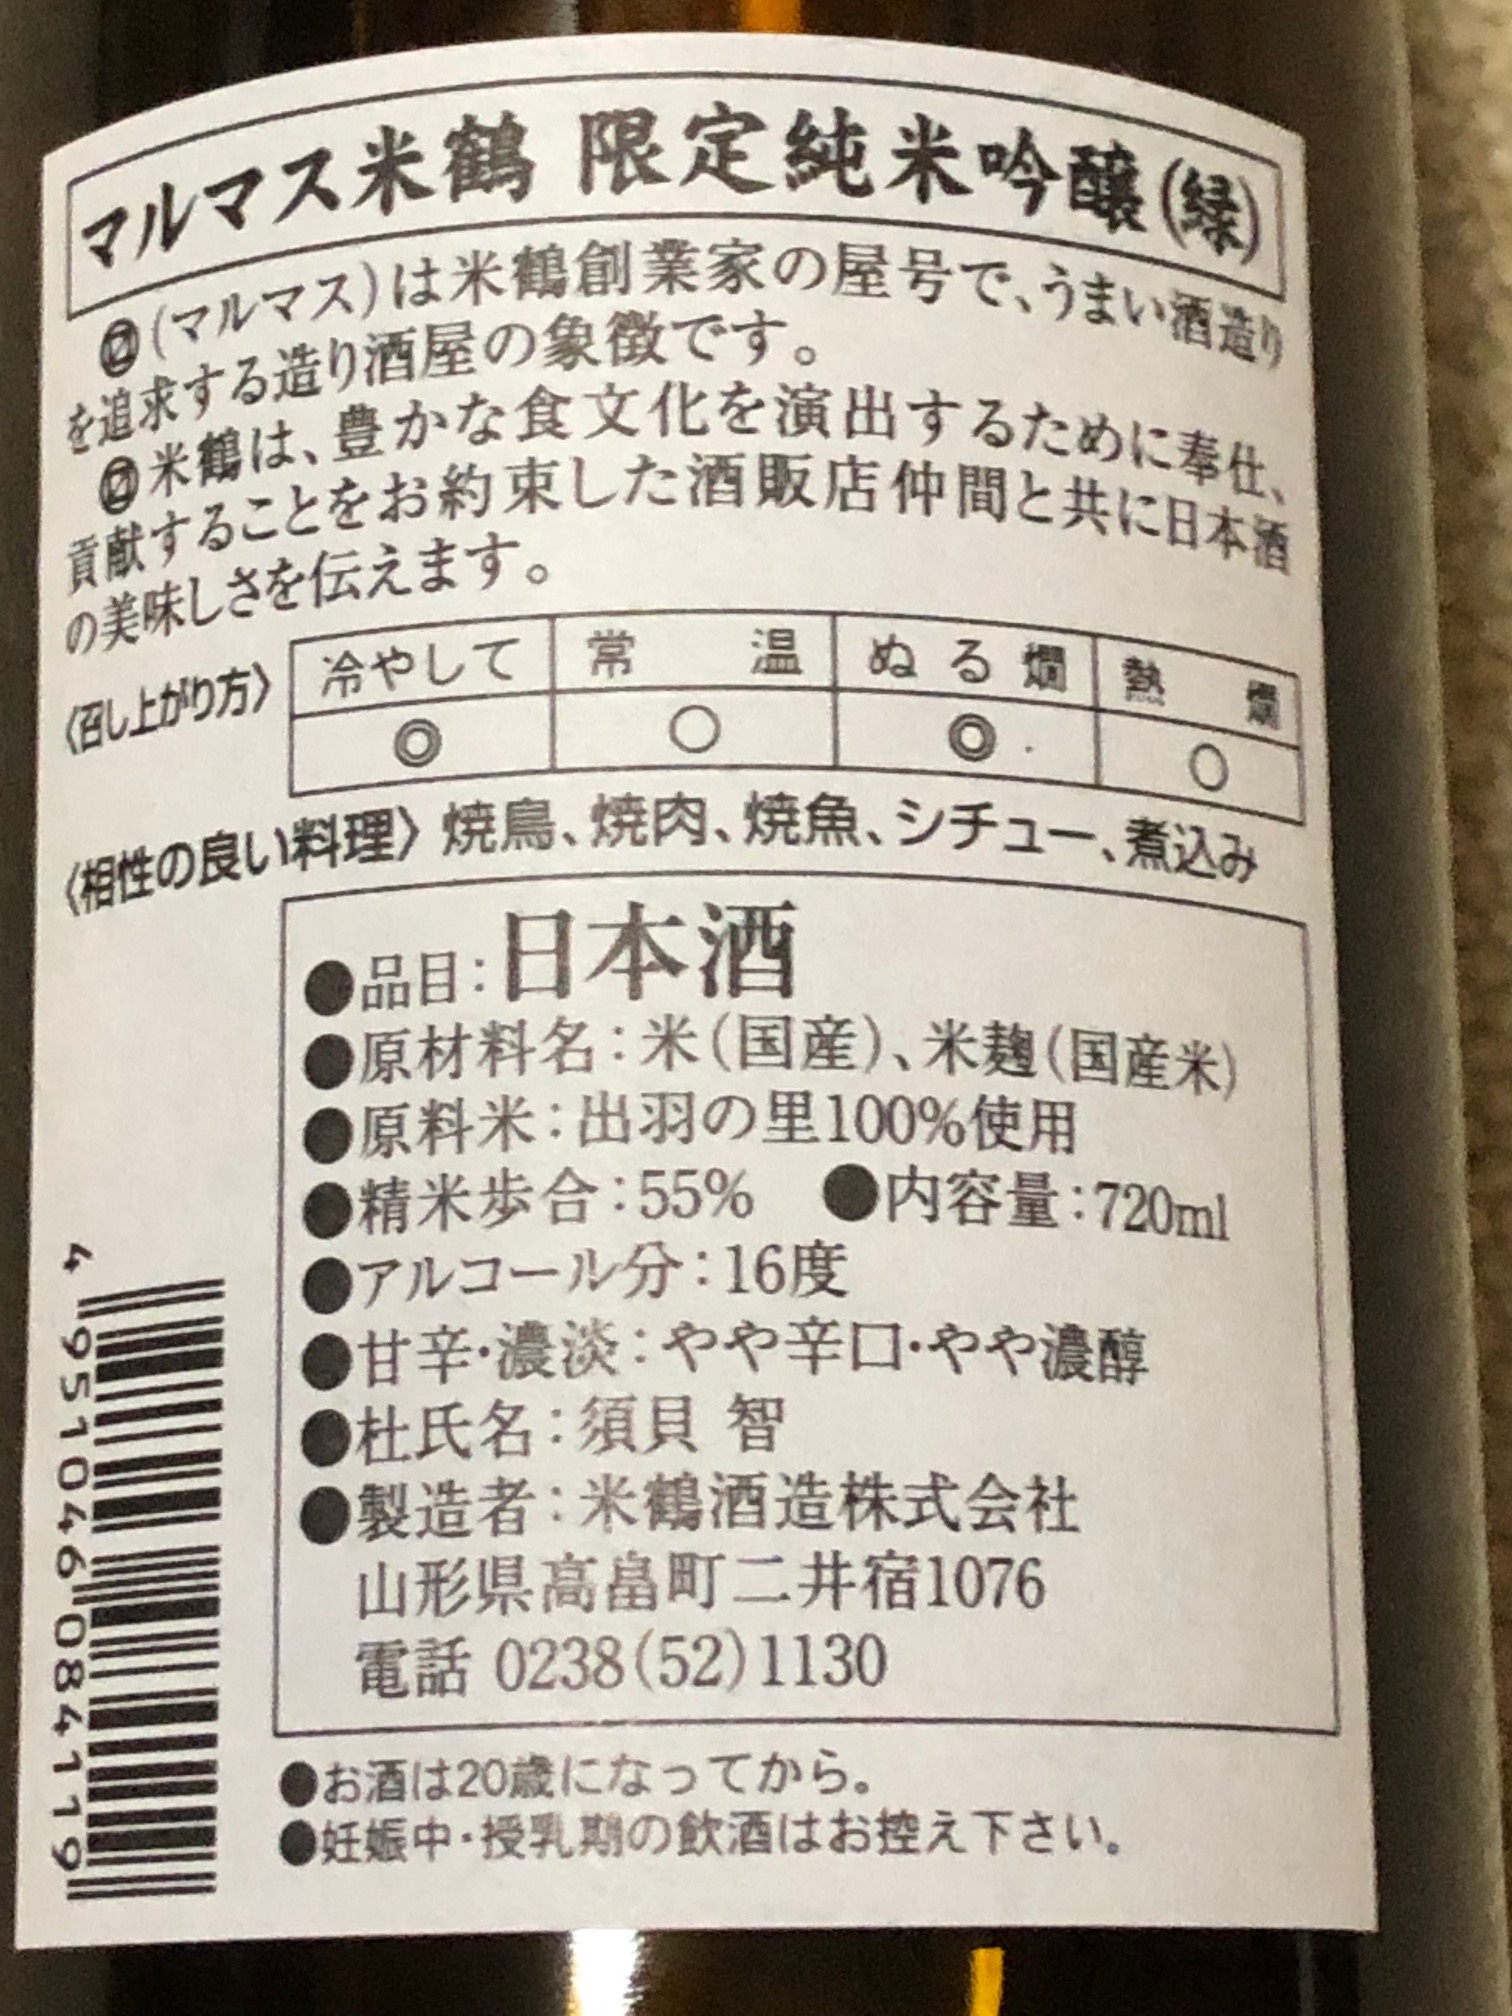 マルマス米鶴 限定純米吟醸(緑)
〼(マルマス)は米鶴創業家の屋号で、うまい酒造り
を追求する造り酒屋の象徴です。
〼米鶴は、豊かな食文化を演出するために奉仕、
貢献することをお約束した酒販店仲間と共に日本酒
の美味しさを伝えます。
〈召し上がり方〉 冷やして 常温 ぬる燗 熱燗
◎ ○ ◎ ○
〈相性の良い料理〉焼鳥、焼肉、焼魚、シチュー、煮込み
●品目:日本酒
●原材料名:米(国産)、米麹(国産米)
●原料米:出羽の里100%使用
●精米歩合:55% ●内容量:720ml
●アルコール分:16度
●甘辛・濃淡:やや辛口・やや濃醇
●杜氏名:須貝 智
●製造者:米鶴酒造株式会社
山形県高畠町二井宿1076
電話 0238(52)1130
●お酒は20歳になってから。
●妊娠中・授乳期の飲酒はお控え下さい。
4951046084119